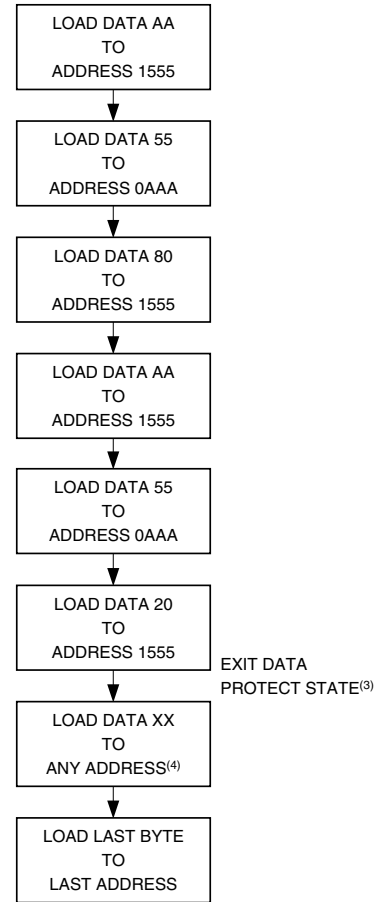 LOAD DATA AA
TO
ADDRESS 1555
LOAD DATA 55
TO
ADDRESS 0AAA
LOAD DATA 80
TO
ADDRESS 1555
LOAD DATA AA
TO
ADDRESS 1555
LOAD DATA 55
TO
ADDRESS 0AAA
LOAD DATA 20
TO
ADDRESS 1555
EXIT DATA
PROTECT STATE(3)
LOAD DATA XX
TO
ANY ADDRESS(4)
LOAD LAST BYTE
TO
LAST ADDRESS